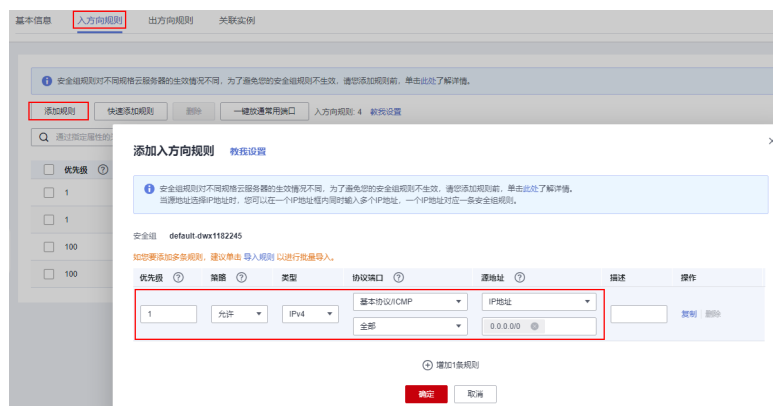 基本信息 入方向规则 出方向规则 关联实例
安全组规则对不同规格云服务器的生效情况不同，为了避免您的安全组规则不生效，请您添加规则前，单击此处了解详情。
添加规则 快速添加规则 删除 一键放通常用端口 入方向规则: 4 教我设置
通过指定属性的
优先级
1
1
100
100
添加入方向规则 教我设置
安全组规则对不同规格云服务器的生效情况不同，为了避免您的安全组规则不生效，请您添加规则前，单击此处了解详情。
当源地址选择IP地址时，您可以在一个IP地址框内同时输入多个IP地址，一个IP地址对应一条安全组规则。
安全组 default-dwx1182245
如您要添加多条规则，建议单击 导入规则 以进行批量导入。
优先级 策略 类型 协议端口 源地址 描述 操作
1 允许 IPv4 基本协议/ICMP IP地址 复制 删除
全部 0.0.0.0/0
增加1条规则
确定 取消